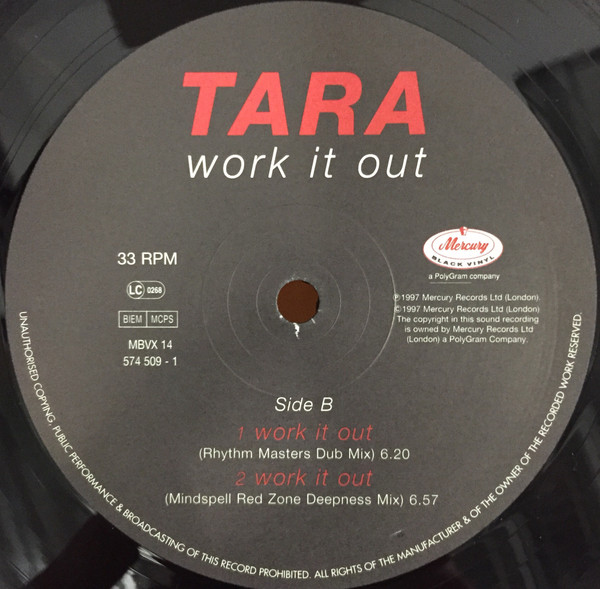 TARA
work it out
33 RPM
LC 0268
BIEM MCPS
MBVX 14
574 509 - 1
Mercury
BLACK VINYL
a PolyGram company
℗1997 Mercury Records Ltd (London)
©1997 Mercury Records Ltd (London)
The copyright in this sound recording
is owned by Mercury Records Ltd
(London) a PolyGram Company.
Side B
1 work it out
(Rhythm Masters Dub Mix) 6.20
2 work it out
(Mindspell Red Zone Deepness Mix) 6.57
UNAUTHORISED COPYING, PUBLIC PERFORMANCE & BROADCASTING OF THIS RECORD PROHIBITED. ALL RIGHTS OF THE MANUFACTURER & OF THE OWNER OF THE RECORDED WORK RESERVED.